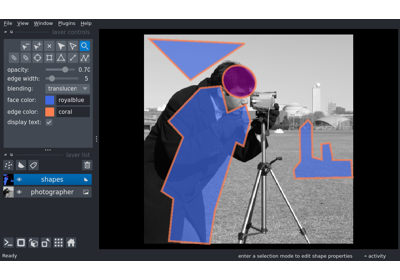 File View Window Plugins Help
layer controls
opacity: 0.70
edge width: 5
blending: translucent
face color: royalblue
edge color: coral
display text:
layer list
shapes
photographer
Ready enter a selection mode to edit shape properties activity